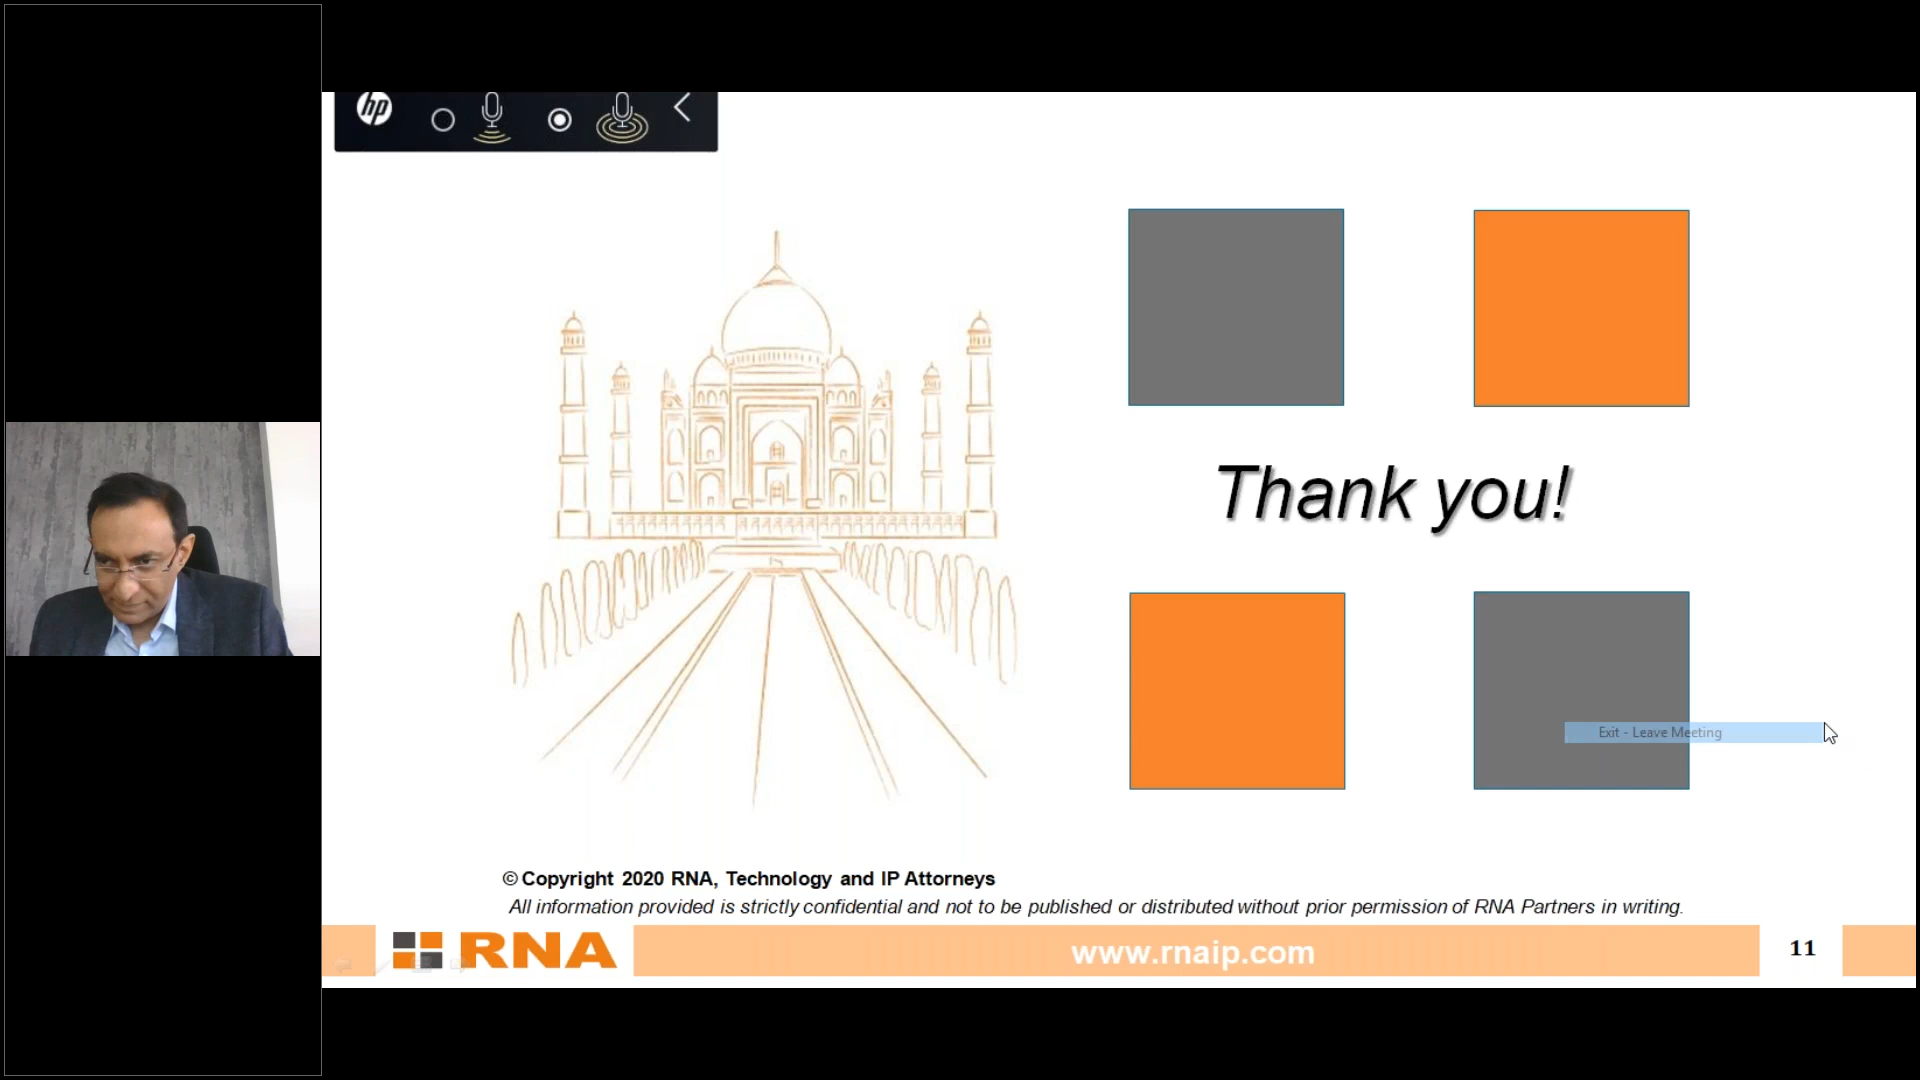 hp
Thank you!
Exit - Leave Meeting
© Copyright 2020 RNA, Technology and IP Attorneys
All information provided is strictly confidential and not to be published or distributed without prior permission of RNA Partners in writing.
RNA
www.rnaip.com
11